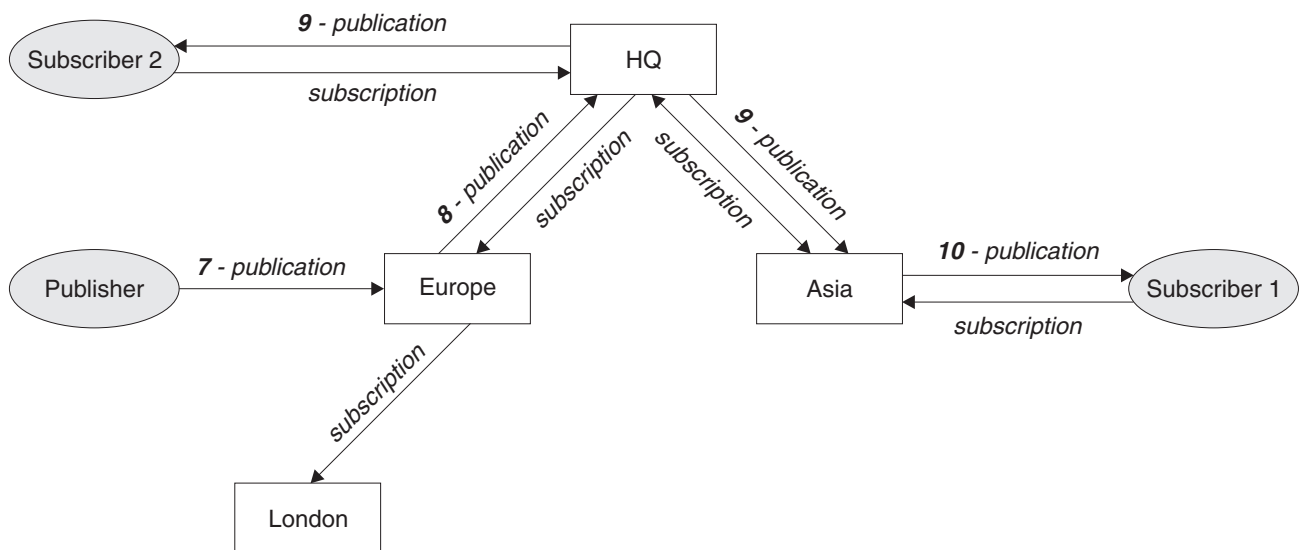 9 - publication
Subscriber 2
HQ
subscription
8 - publication
subscription
subscription
9 - publication
7 - publication
Publisher
Europe
Asia
10 - publication
Subscriber 1
subscription
subscription
London